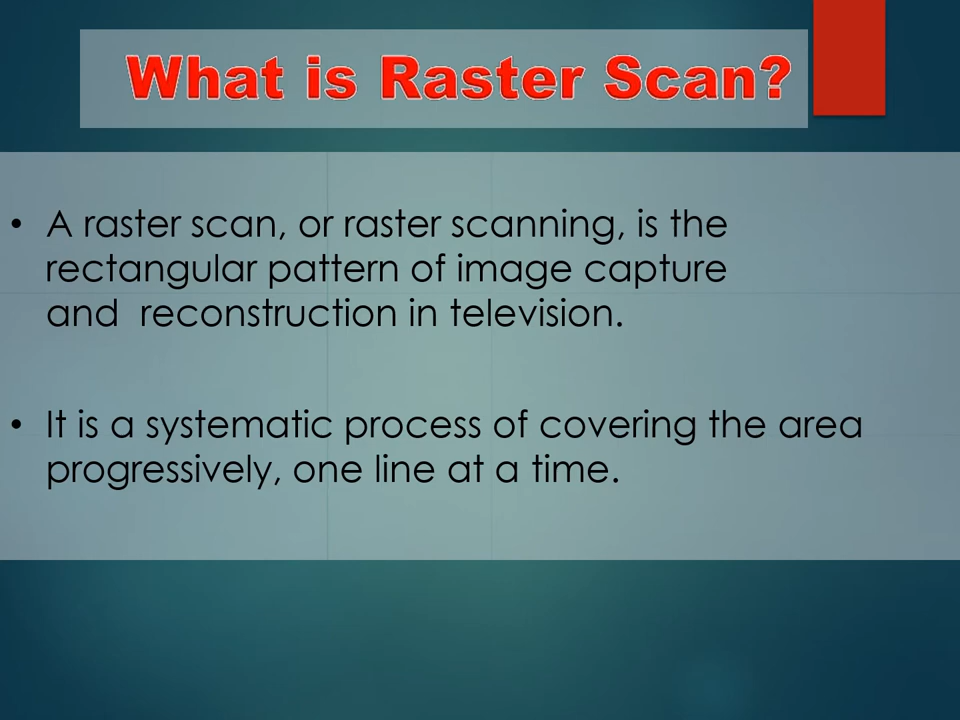 What is Raster Scan?
• A raster scan, or raster scanning, is the
rectangular pattern of image capture
and  reconstruction in television.
• It is a systematic process of covering the area
progressively, one line at a time.